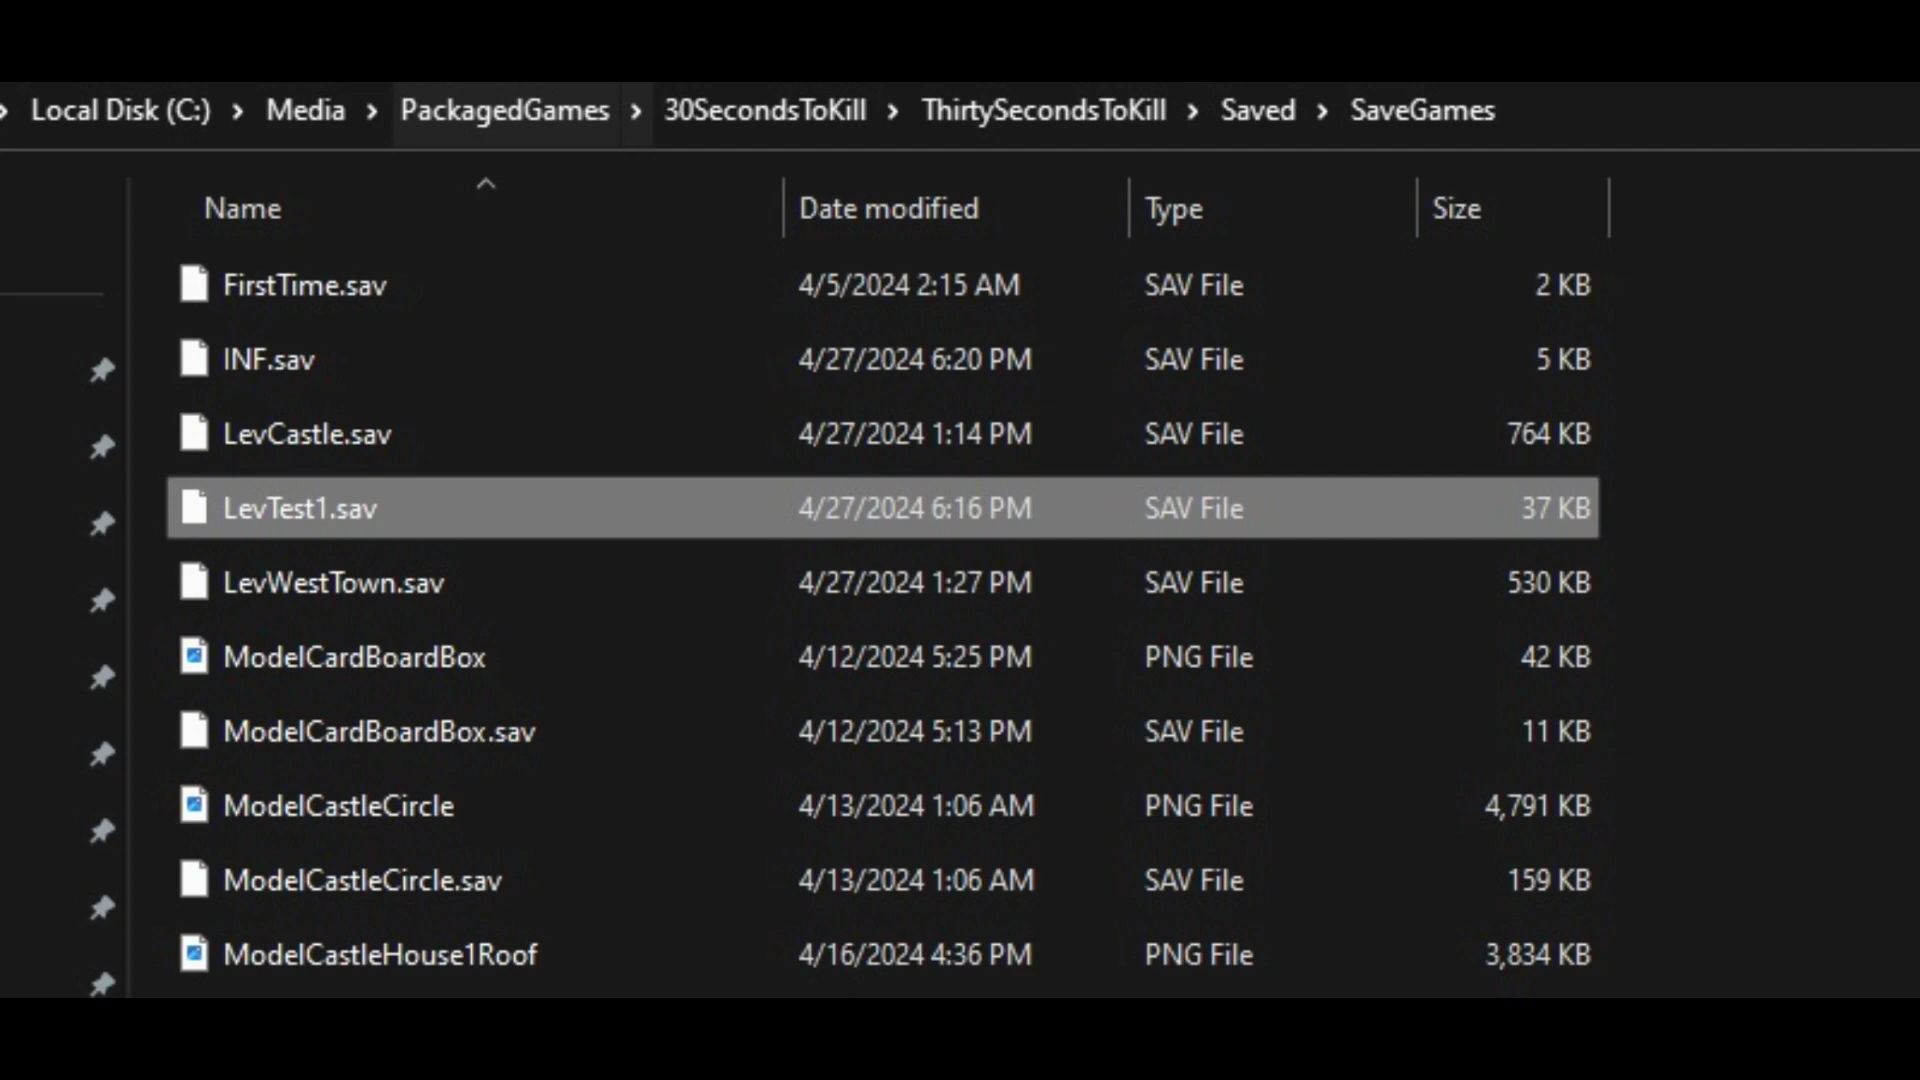 Local Disk (C:) > Media > PackagedGames > 30SecondsToKill > ThirtySecondsToKill > Saved > SaveGames
Name Date modified Type Size
FirstTime.sav 4/5/2024 2:15 AM SAV File 2 KB
INF.sav 4/27/2024 6:20 PM SAV File 5 KB
LevCastle.sav 4/27/2024 1:14 PM SAV File 764 KB
LevTest1.sav 4/27/2024 6:16 PM SAV File 37 KB
LevWestTown.sav 4/27/2024 1:27 PM SAV File 530 KB
ModelCardBoardBox 4/12/2024 5:25 PM PNG File 42 KB
ModelCardBoardBox.sav 4/12/2024 5:13 PM SAV File 11 KB
ModelCastleCircle 4/13/2024 1:06 AM PNG File 4,791 KB
ModelCastleCircle.sav 4/13/2024 1:06 AM SAV File 159 KB
ModelCastleHouse1Roof 4/16/2024 4:36 PM PNG File 3,834 KB